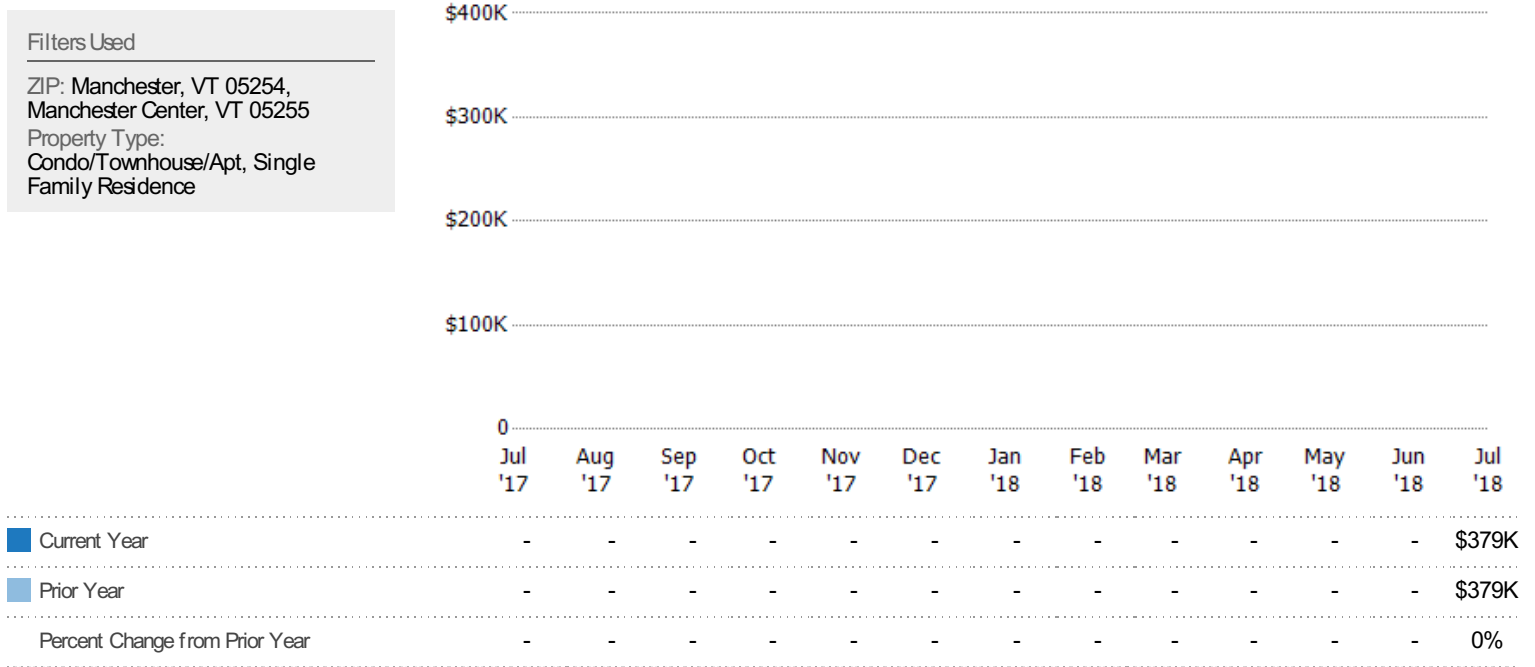 Filters Used
ZIP: Manchester, VT 05254,
Manchester Center, VT 05255
Property Type:
Condo/Townhouse/Apt, Single
Family Residence
$400K
$300K
$200K
$100K
0
Jul Aug Sep Oct Nov Dec Jan Feb Mar Apr May Jun Jul
'17 '17 '17 '17 '17 '17 '18 '18 '18 '18 '18 '18 '18
Current Year - - - - - - - - - - - - $379K
Prior Year - - - - - - - - - - - - $379K
Percent Change from Prior Year - - - - - - - - - - - - 0%